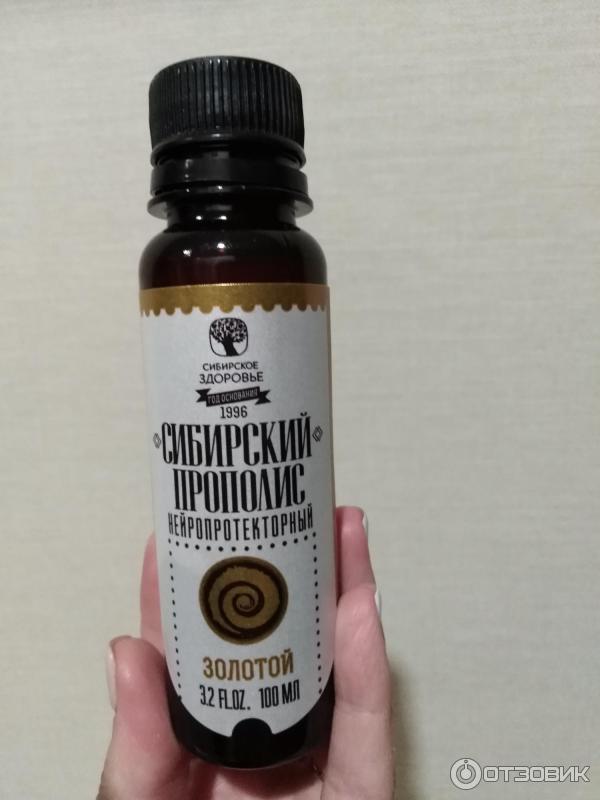 СИБИРСКОЕ
ЗДОРОВЬЕ
ГОД ОСНОВАНИЯ
1996
СИБИРСКИЙ
ПРОПОЛИС
НЕЙРОПРОТЕКТОРНЫЙ
ЗОЛОТОЙ
3.2 FL.OZ. 100 МЛ
ОТЗОВИК